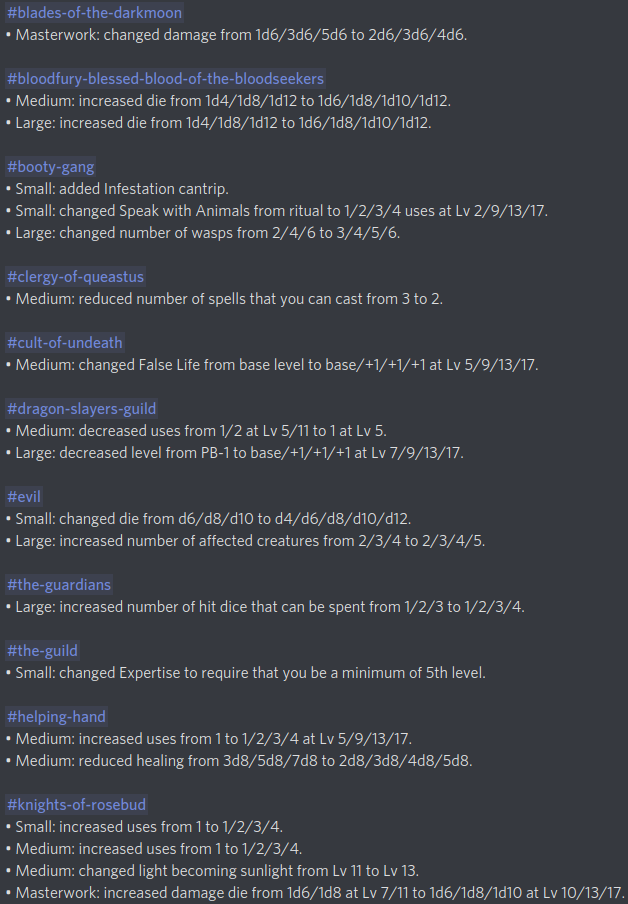 #blades-of-the-darkmoon
• Masterwork: changed damage from 1d6/3d6/5d6 to 2d6/3d6/4d6.
#bloodfury-blessed-blood-of-the-bloodseekers
• Medium: increased die from 1d4/1d8/1d12 to 1d6/1d8/1d10/1d12.
• Large: increased die from 1d4/1d8/1d12 to 1d6/1d8/1d10/1d12.
#booty-gang
• Small: added Infestation cantrip.
• Small: changed Speak with Animals from ritual to 1/2/3/4 uses at Lv 2/9/13/17.
• Large: changed number of wasps from 2/4/6 to 3/4/5/6.
#clergy-of-queastus
• Medium: reduced number of spells that you can cast from 3 to 2.
#cult-of-undeath
• Medium: changed False Life from base level to base/+1/+1/+1 at Lv 5/9/13/17.
#dragon-slayers-guild
• Medium: decreased uses from 1/2 at Lv 5/11 to 1 at Lv 5.
• Large: decreased level from PB-1 to base/+1/+1/+1 at Lv 7/9/13/17.
#evil
• Small: changed die from d6/d8/d10 to d4/d6/d8/d10/d12.
• Large: increased number of affected creatures from 2/3/4 to 2/3/4/5.
#the-guardians
• Large: increased number of hit dice that can be spent from 1/2/3 to 1/2/3/4.
#the-guild
• Small: changed Expertise to require that you be a minimum of 5th level.
#helping-hand
• Medium: increased uses from 1 to 1/2/3/4 at Lv 5/9/13/17.
• Medium: reduced healing from 3d8/5d8/7d8 to 2d8/3d8/4d8/5d8.
#knights-of-rosebud
• Small: increased uses from 1 to 1/2/3/4.
• Medium: increased uses from 1 to 1/2/3/4.
• Medium: changed light becoming sunlight from Lv 11 to Lv 13.
• Masterwork: increased damage die from 1d6/1d8 at Lv 7/11 to 1d6/1d8/1d10 at Lv 10/13/17.